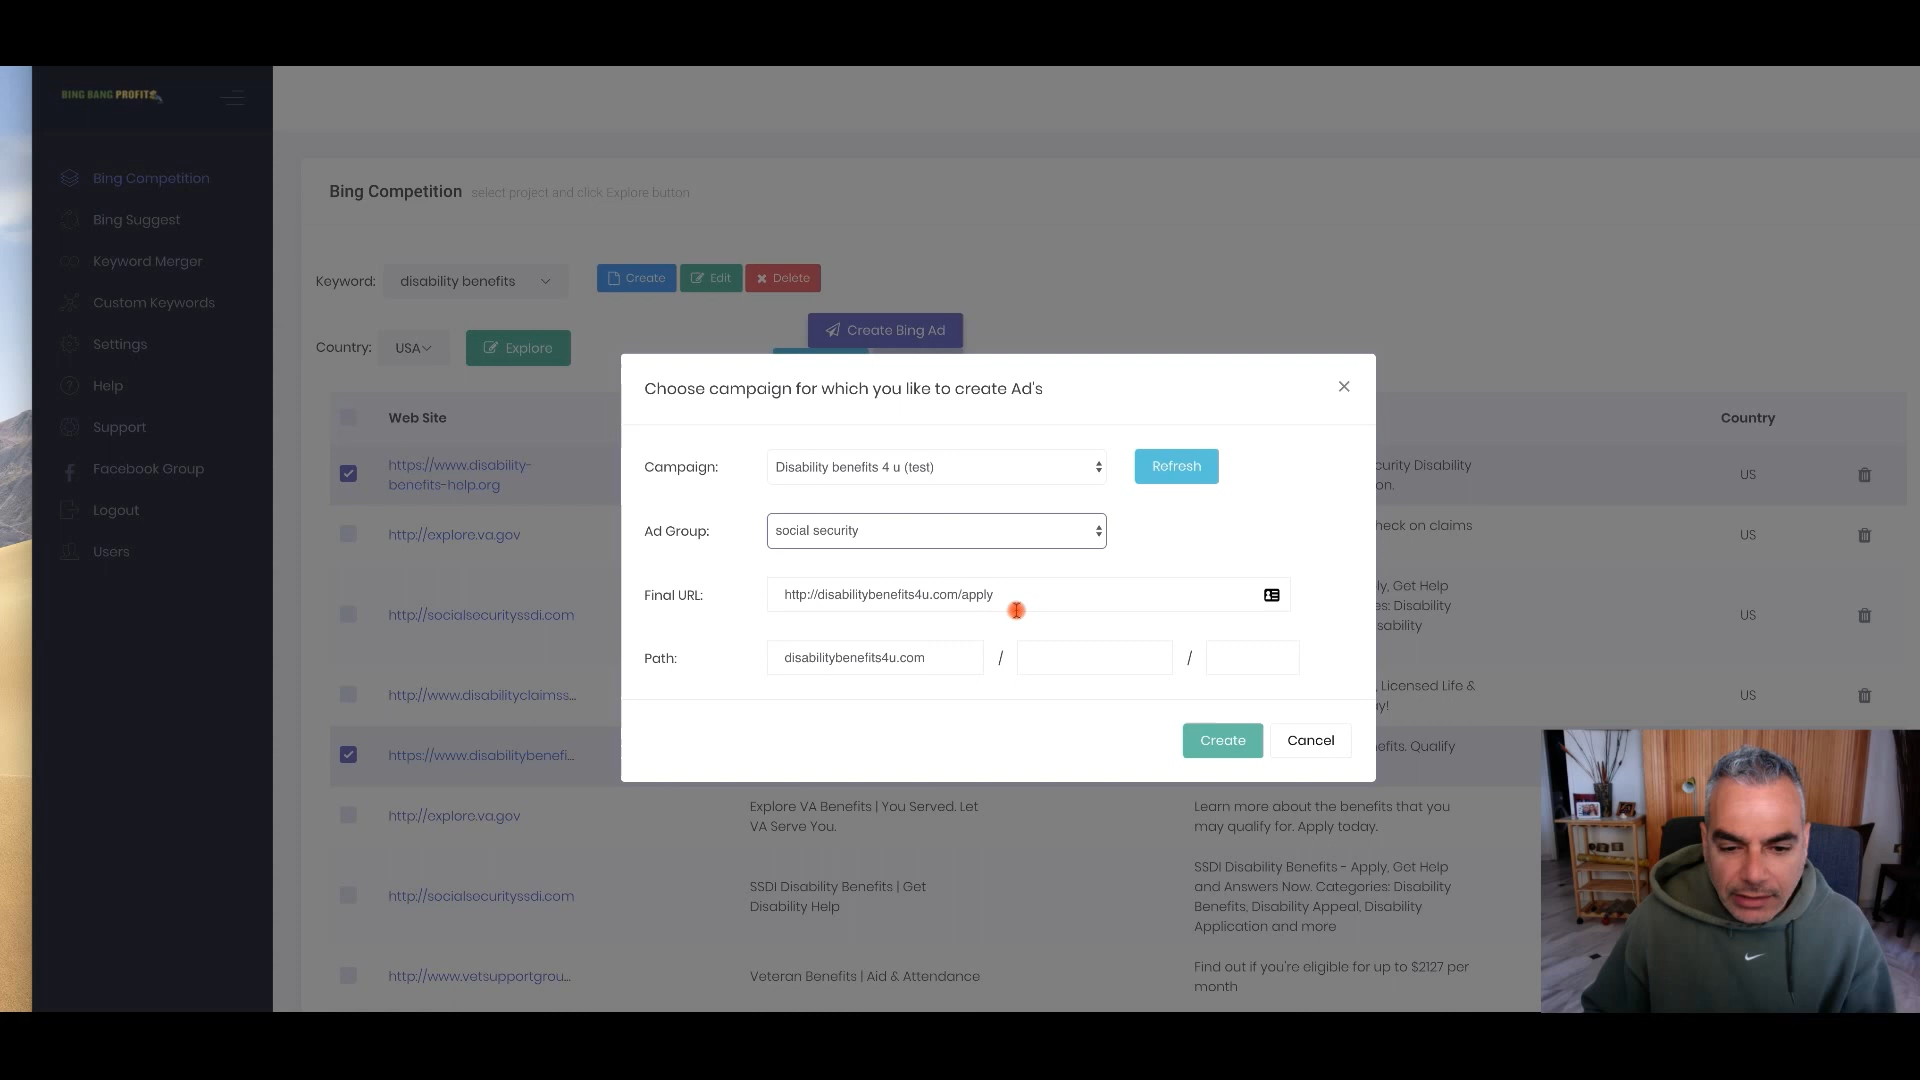 BING BANG PROFITS
Bing Competition
Bing Suggest
Keyword Merger
Custom Keywords
Settings
Help
Support
Facebook Group
Logout
Users
Bing Competition select project and click Explore button
Keyword: disability benefits Create Edit Delete
Create Bing Ad
Country: USA Explore
Web Site Country
https://www.disability-
benefits-help.org
curity Disability
on.
US
http://explore.va.gov
heck on claims
US
http://socialsecurityssdi.com
ly, Get Help
es: Disability
sability
US
http://www.disabilityclaimss...
, Licensed Life &
ay!
US
https://www.disabilitybenefi...
nefits. Qualify
Choose campaign for which you like to create Ad's
Campaign: Disability benefits 4 u (test) Refresh
Ad Group: social security
Final URL: http://disabilitybenefits4u.com/apply
Path: disabilitybenefits4u.com / /
Create Cancel
http://explore.va.gov
Explore VA Benefits | You Served. Let
VA Serve You.
Learn more about the benefits that you
may qualify for. Apply today.
http://socialsecurityssdi.com
SSDI Disability Benefits | Get
Disability Help
SSDI Disability Benefits - Apply, Get Help
and Answers Now. Categories: Disability
Benefits, Disability Appeal, Disability
Application and more
http://www.vetsupportgrou...
Veteran Benefits | Aid & Attendance
Find out if you're eligible for up to $2127 per
month